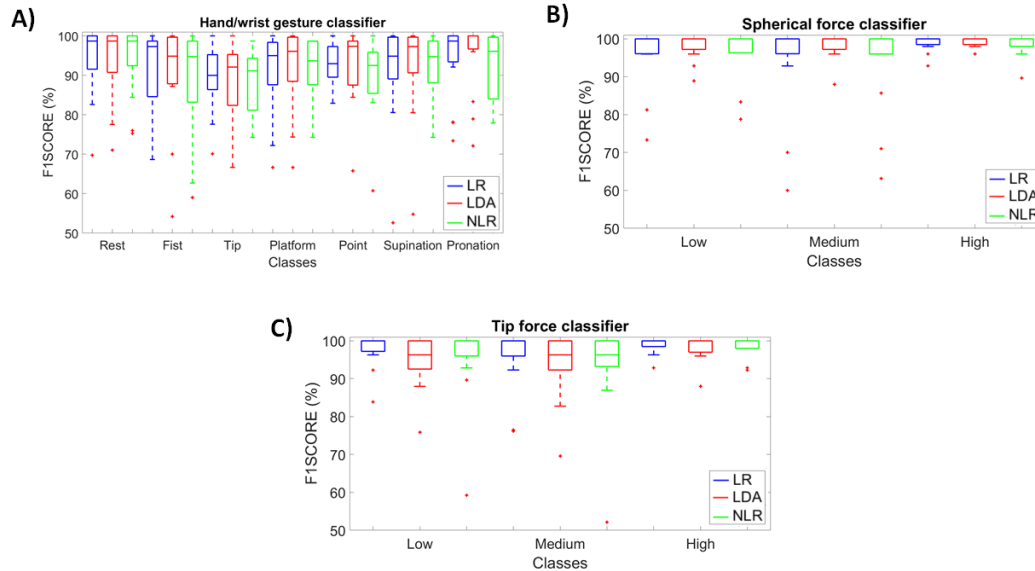 A)
Hand/wrist gesture classifier
F1SCORE (%)
100
90
80
70
60
50
LR
LDA
NLR
Rest Fist Tip Platform Point Supination Pronation
Classes
B)
Spherical force classifier
F1SCORE (%)
100
90
80
70
60
50
LR
LDA
NLR
Low Medium High
Classes
C)
Tip force classifier
F1SCORE (%)
100
90
80
70
60
50
LR
LDA
NLR
Low Medium High
Classes